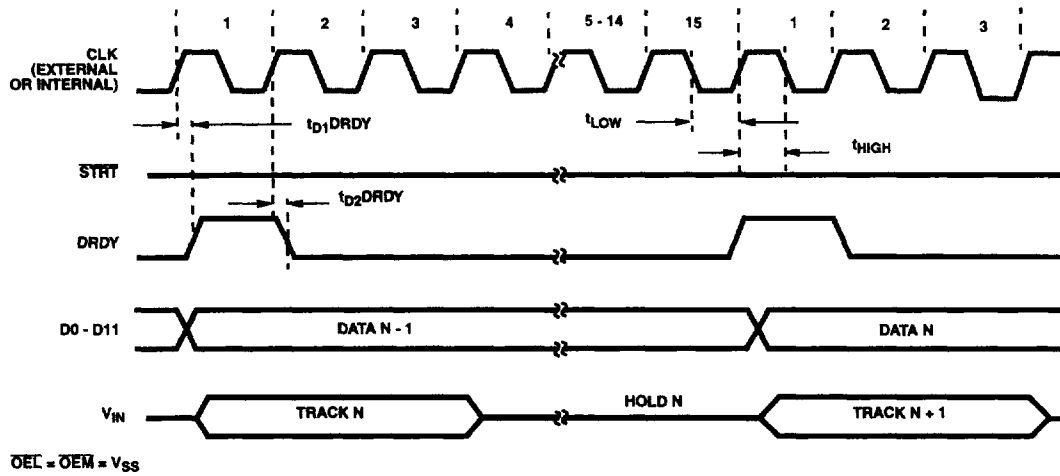 1 2 3 4 5 - 14 15 1 2 3
CLK
(EXTERNAL
OR INTERNAL)
tD1DRDY
tLOW
tHIGH
STRT
tD2DRDY
DRDY
D0 - D11
DATA N - 1
DATA N
VIN
TRACK N
HOLD N
TRACK N + 1
OEL = OEM = VSS